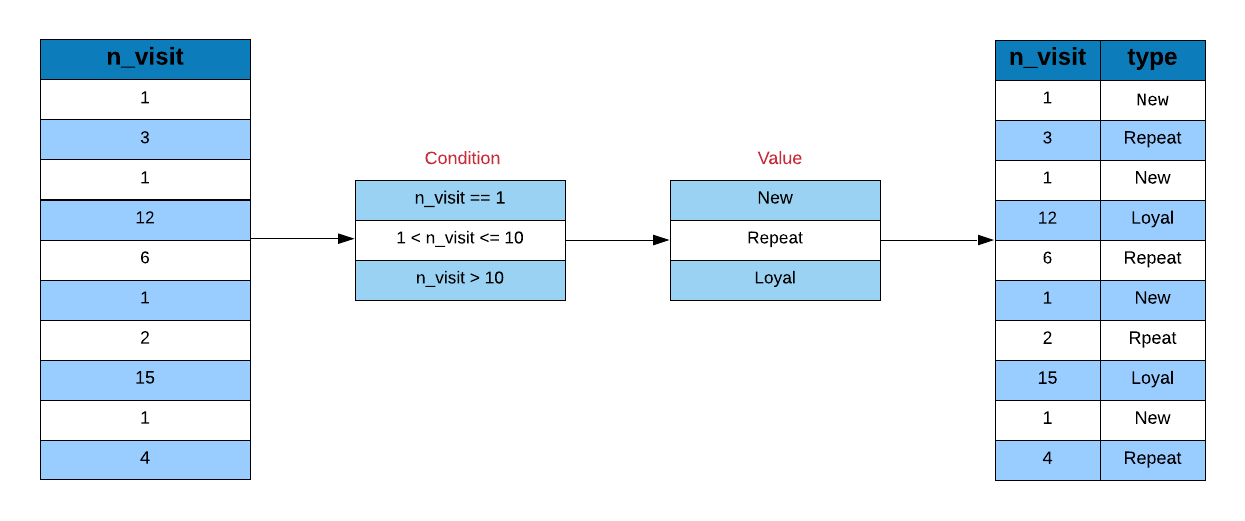 n_visit
1
3
1
12
6
1
2
15
1
4
Condition
n_visit == 1
1 < n_visit <= 10
n_visit > 10
Value
New
Repeat
Loyal
n_visit type
1 New
3 Repeat
1 New
12 Loyal
6 Repeat
1 New
2 Rpeat
15 Loyal
1 New
4 Repeat